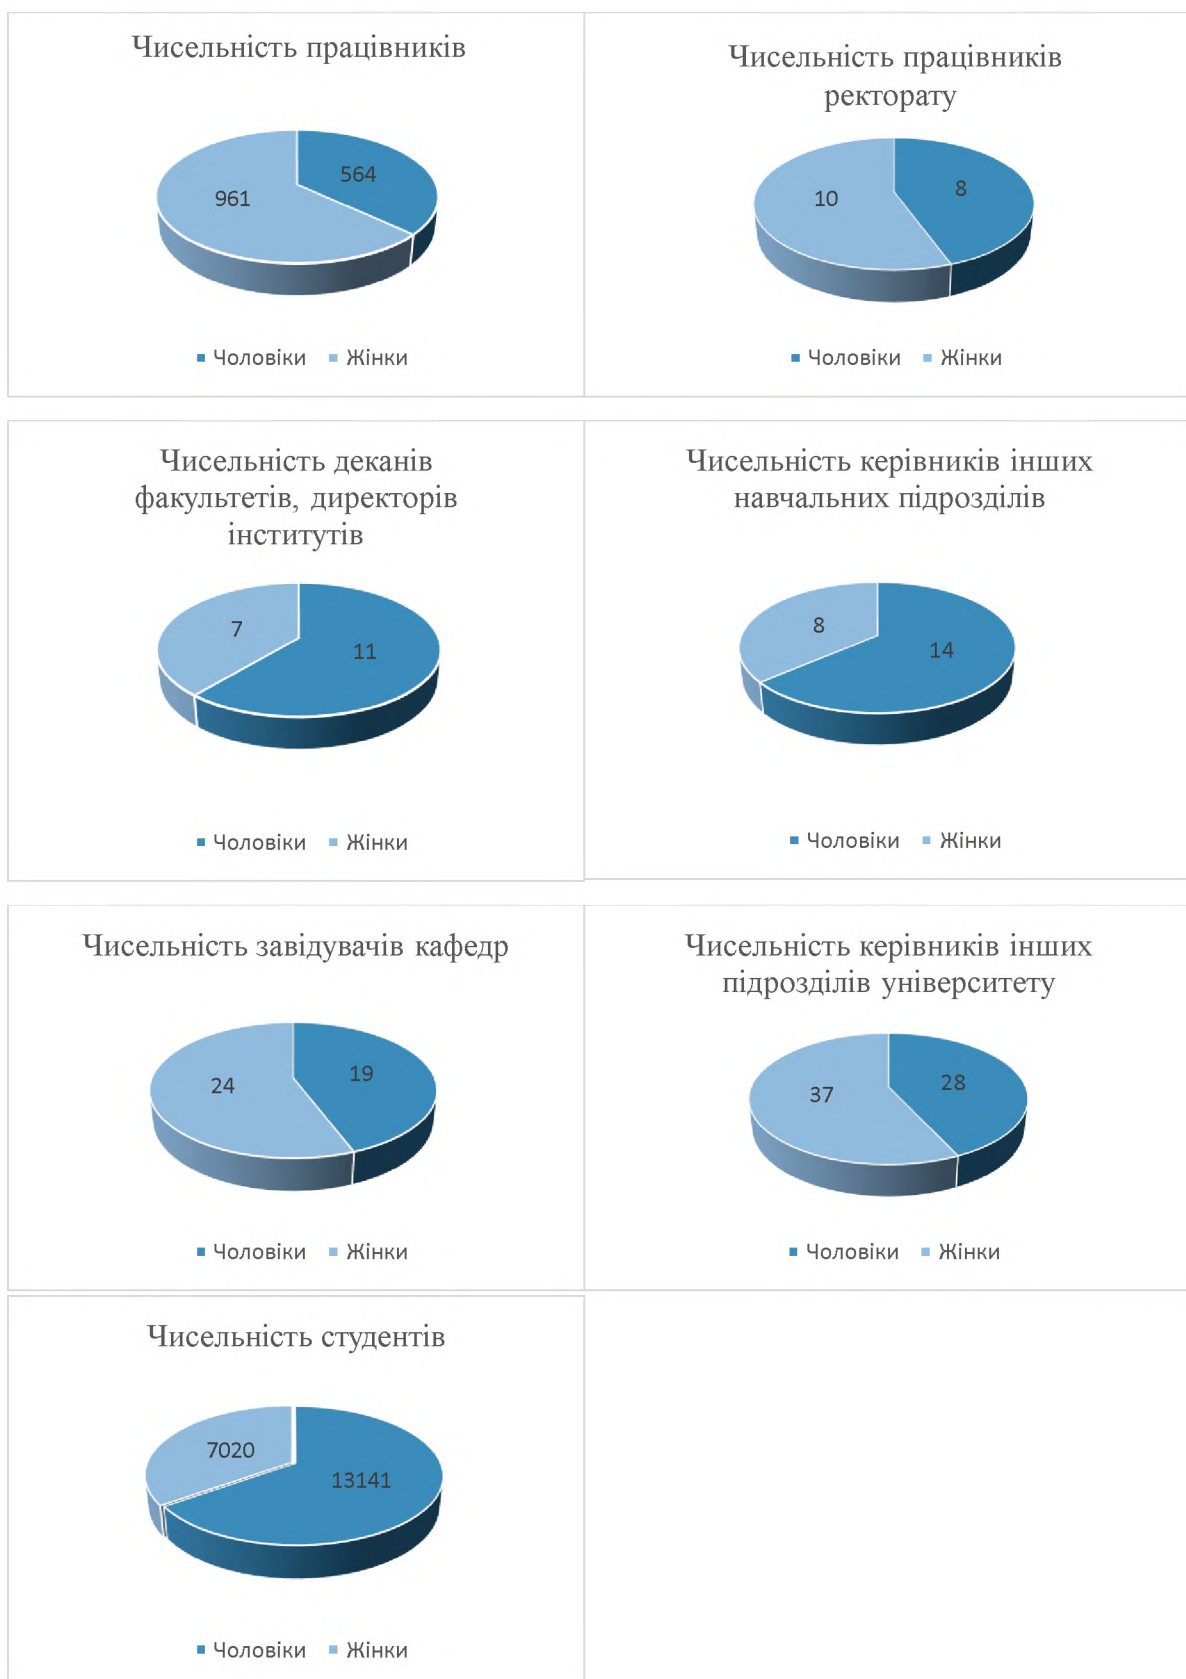 Чисельність працівників
564
961
Чоловіки Жінки
Чисельність працівників
ректорату
8
10
Чоловіки Жінки
Чисельність деканів
факультетів, директорів
інститутів
7
11
Чоловіки Жінки
Чисельність керівників інших
навчальних підрозділів
8
14
Чоловіки Жінки
Чисельність завідувачів кафедр
19
24
Чоловіки Жінки
Чисельність керівників інших
підрозділів університету
28
37
Чоловіки Жінки
Чисельність студентів
7020
13141
Чоловіки Жінки